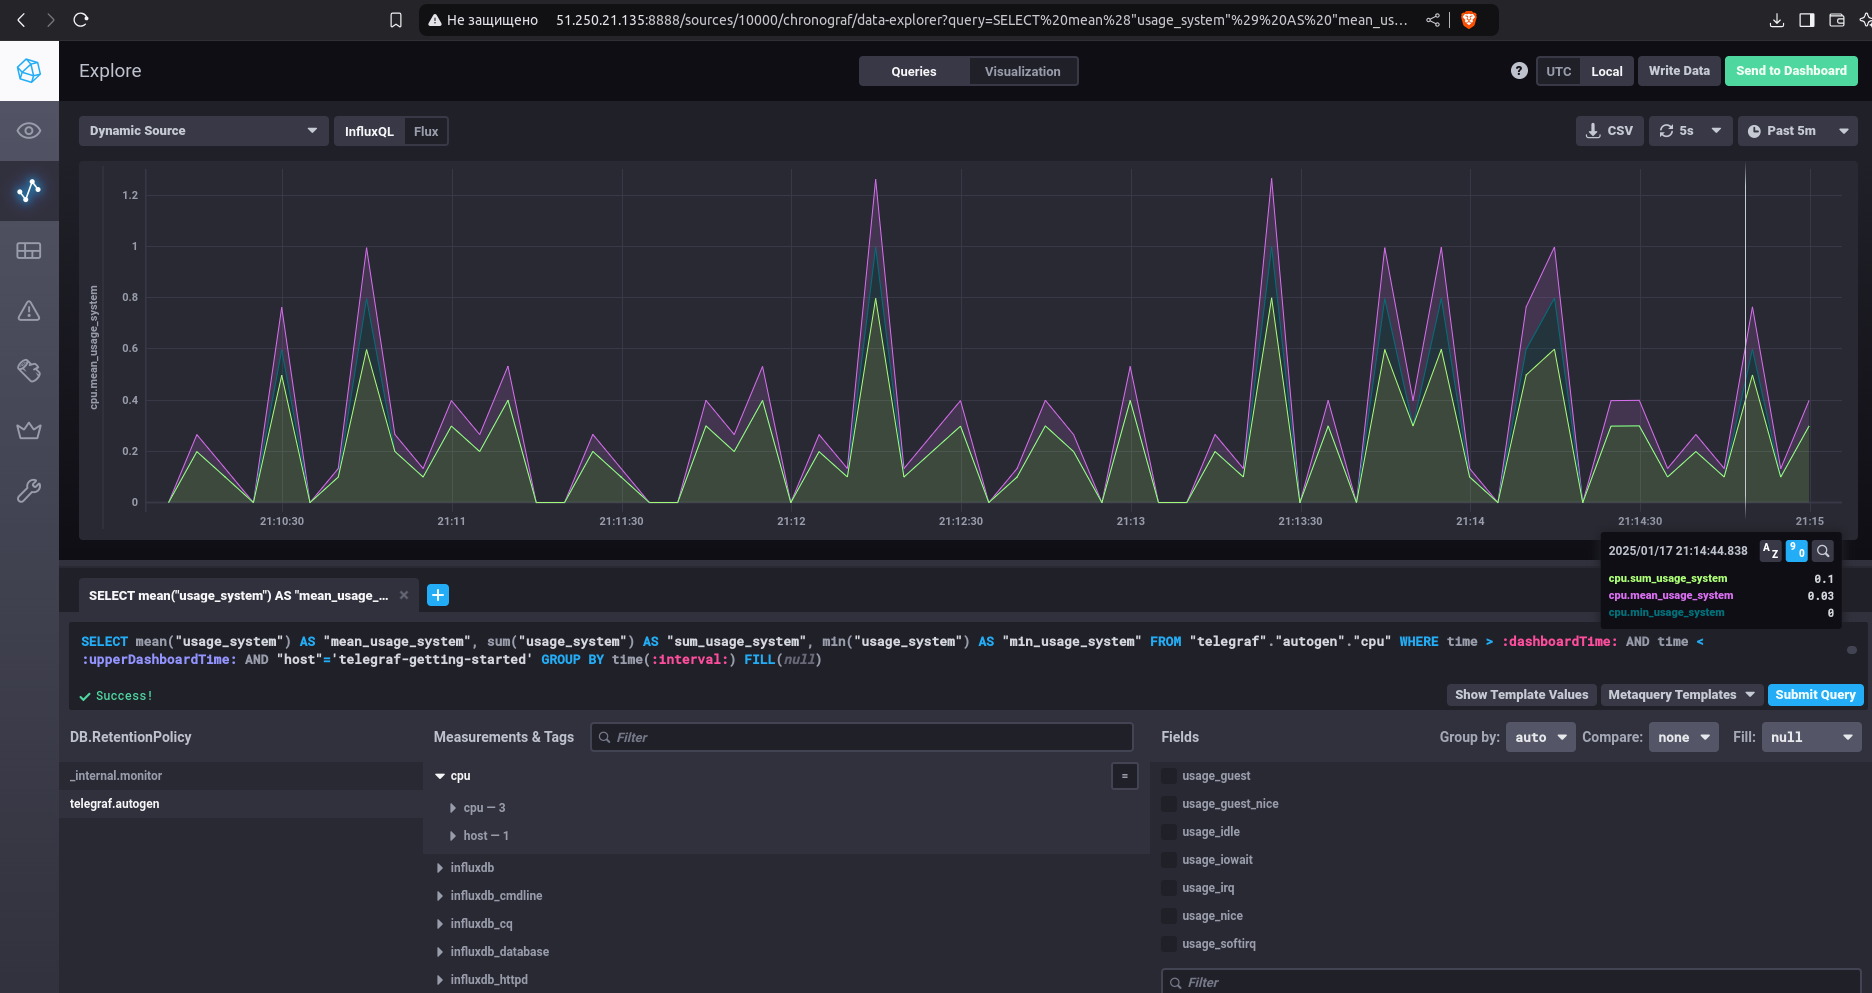 Не защищено 51.250.21.135:8888/sources/10000/chronograf/data-explorer?query=SELECT%20mean%28"usage_system"%29%20AS%20"mean_us...
Explore
Queries Visualization
? UTC Local Write Data Send to Dashboard
Dynamic Source InfluxQL Flux
CSV 5s Past 5m
cpu.mean_usage_system
1.2
1
0.8
0.6
0.4
0.2
0
21:10:30 21:11 21:11:30 21:12 21:12:30 21:13 21:13:30 21:14 21:14:30 21:15
2025/01/17 21:14:44.838 A Z 9 0
cpu.sum_usage_system 0.1
cpu.mean_usage_system 0.03
cpu.min_usage_system 0
SELECT mean("usage_system") AS "mean_usage_... × +
SELECT mean("usage_system") AS "mean_usage_system", sum("usage_system") AS "sum_usage_system", min("usage_system") AS "min_usage_system" FROM "telegraf"."autogen"."cpu" WHERE time > :dashboardTime: AND time <
:upperDashboardTime: AND "host"='telegraf-getting-started' GROUP BY time(:interval:) FILL(null)
Success!
Show Template Values Metaquery Templates Submit Query
DB.RetentionPolicy
_internal.monitor
telegraf.autogen
Measurements & Tags Filter
cpu =
cpu — 3
host — 1
influxdb
influxdb_cmdline
influxdb_cq
influxdb_database
influxdb_httpd
Fields Group by: auto Compare: none Fill: null
usage_guest
usage_guest_nice
usage_idle
usage_iowait
usage_irq
usage_nice
usage_softirq
Filter